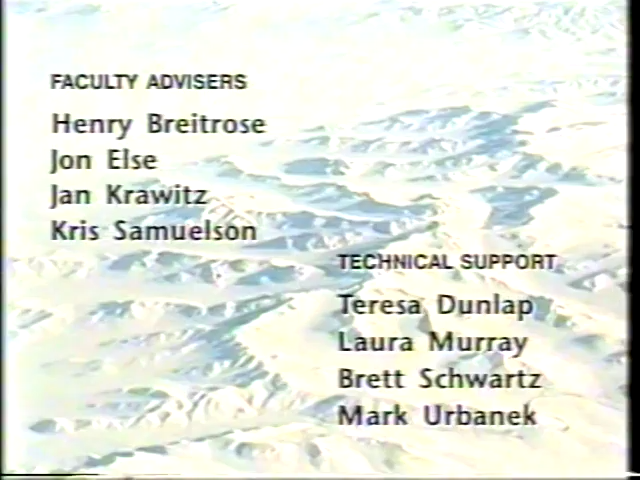 FACULTY ADVISERS
Henry Breitrose
Jon Else
Jan Krawitz
Kris Samuelson
TECHNICAL SUPPORT
Teresa Dunlap
Laura Murray
Brett Schwartz
Mark Urbanek